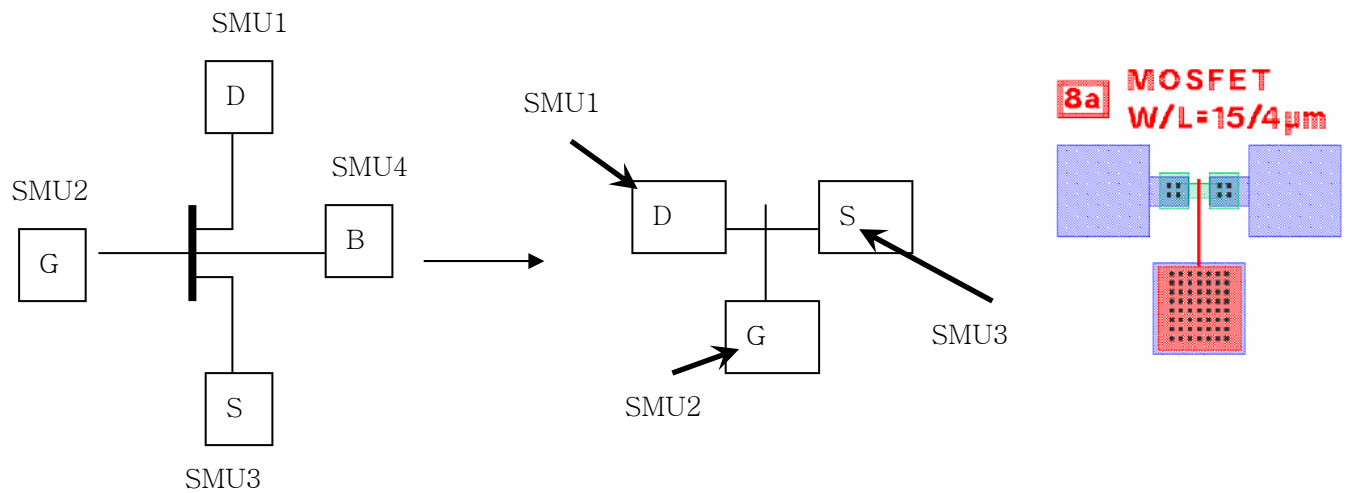 SMU1
D
SMU4
SMU2
B
G
S
SMU3
SMU1
D
S
G
SMU3
SMU2
8a
MOSFET
W/L=15/4μm